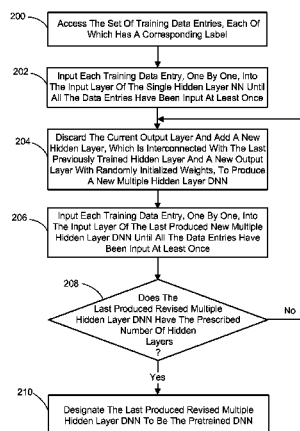 200
Access The Set Of Training Data Entries, Each Of
Which Has A Corresponding Label
202
Input Each Training Data Entry, One By One, Into
The Input Layer Of The Single Hidden Layer NN Until
All The Data Entries Have Been Input At Least Once
204
Discard The Current Output Layer And Add A New
Hidden Layer, Which Is Interconnected With The Last
Previously Trained Hidden Layer And A New Output
Layer With Randomly Initialized Weights, To Produce
A New Multiple Hidden Layer DNN
206
Input Each Training Data Entry, One By One, Into
The Input Layer Of The Last Produced New Multiple
Hidden Layer DNN Until All The Data Entries Have
Been Input At Least Once
208
Does The
Last Produced Revised Multiple
Hidden Layer DNN Have The Prescribed
Number Of Hidden
Layers
?
No
Yes
210
Designate The Last Produced Revised Multiple
Hidden Layer DNN To Be The Pretrained DNN